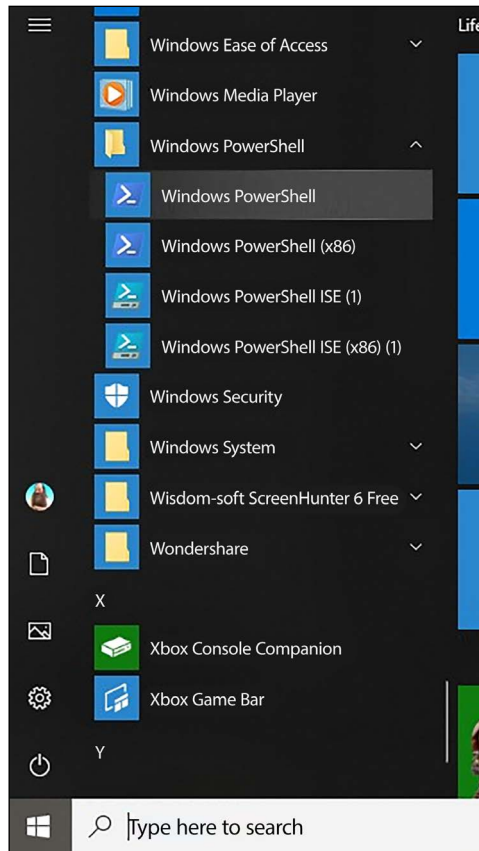 Life
Windows Ease of Access
Windows Media Player
Windows PowerShell
Windows PowerShell
Windows PowerShell (x86)
Windows PowerShell ISE (1)
Windows PowerShell ISE (x86) (1)
Windows Security
Windows System
Wisdom-soft ScreenHunter 6 Free
Wondershare
X
Xbox Console Companion
Xbox Game Bar
Y
Type here to search